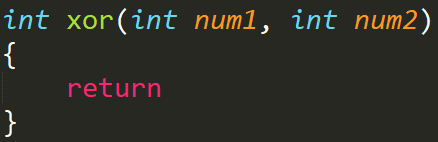 int xor(int num1, int num2)
{
    return
}